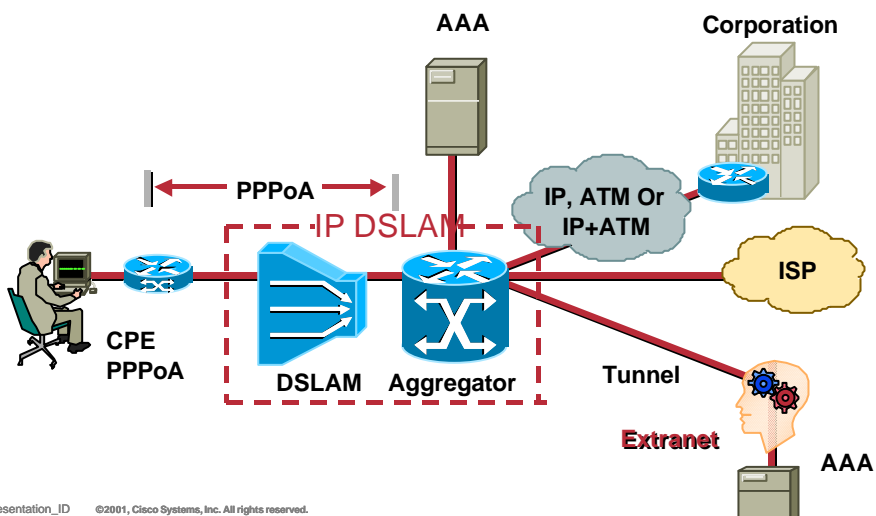 AAA
Corporation
PPPoA
IP, ATM Or
IP+ATM
IP DSLAM
ISP
CPE
PPPoA
DSLAM
Aggregator
Tunnel
Extranet
AAA
esentation_ID
©2001, Cisco Systems, Inc. All rights reserved.